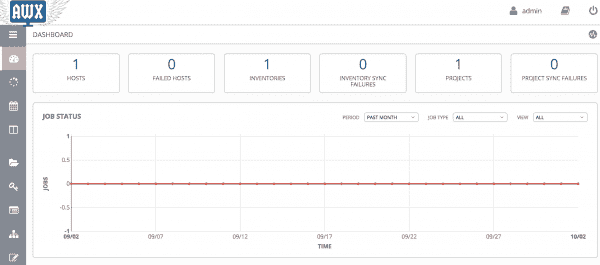 AWX
admin
DASHBOARD
1
HOSTS
0
FAILED HOSTS
1
INVENTORIES
0
INVENTORY SYNC
FAILURES
1
PROJECTS
0
PROJECT SYNC FAILURES
JOB STATUS
PERIOD PAST MONTH JOB TYPE ALL VIEW ALL
1
0.5
0
-0.5
-1
JOBS
09/02 09/07 09/12 09/17 09/22 09/27 10/02
TIME